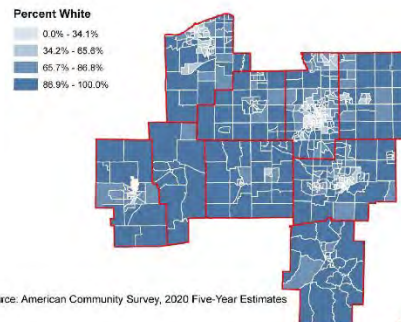 Percent White
0.0% - 34.1%
34.2% - 65.6%
65.7% - 86.8%
86.9% - 100.0%
rce: American Community Survey, 2020 Five-Year Estimates